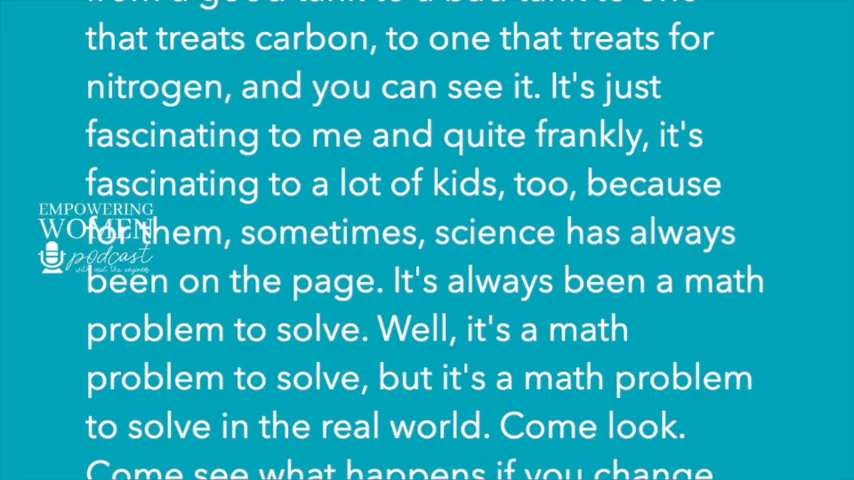 from a good tank to a bad tank to one
that treats carbon, to one that treats for
nitrogen, and you can see it. It's just
fascinating to me and quite frankly, it's
fascinating to a lot of kids, too, because
for them, sometimes, science has always
been on the page. It's always been a math
problem to solve. Well, it's a math
problem to solve, but it's a math problem
to solve in the real world. Come look.
Come see what happens if you change
EMPOWERING
WOMEN
podcast
with mel the engineer